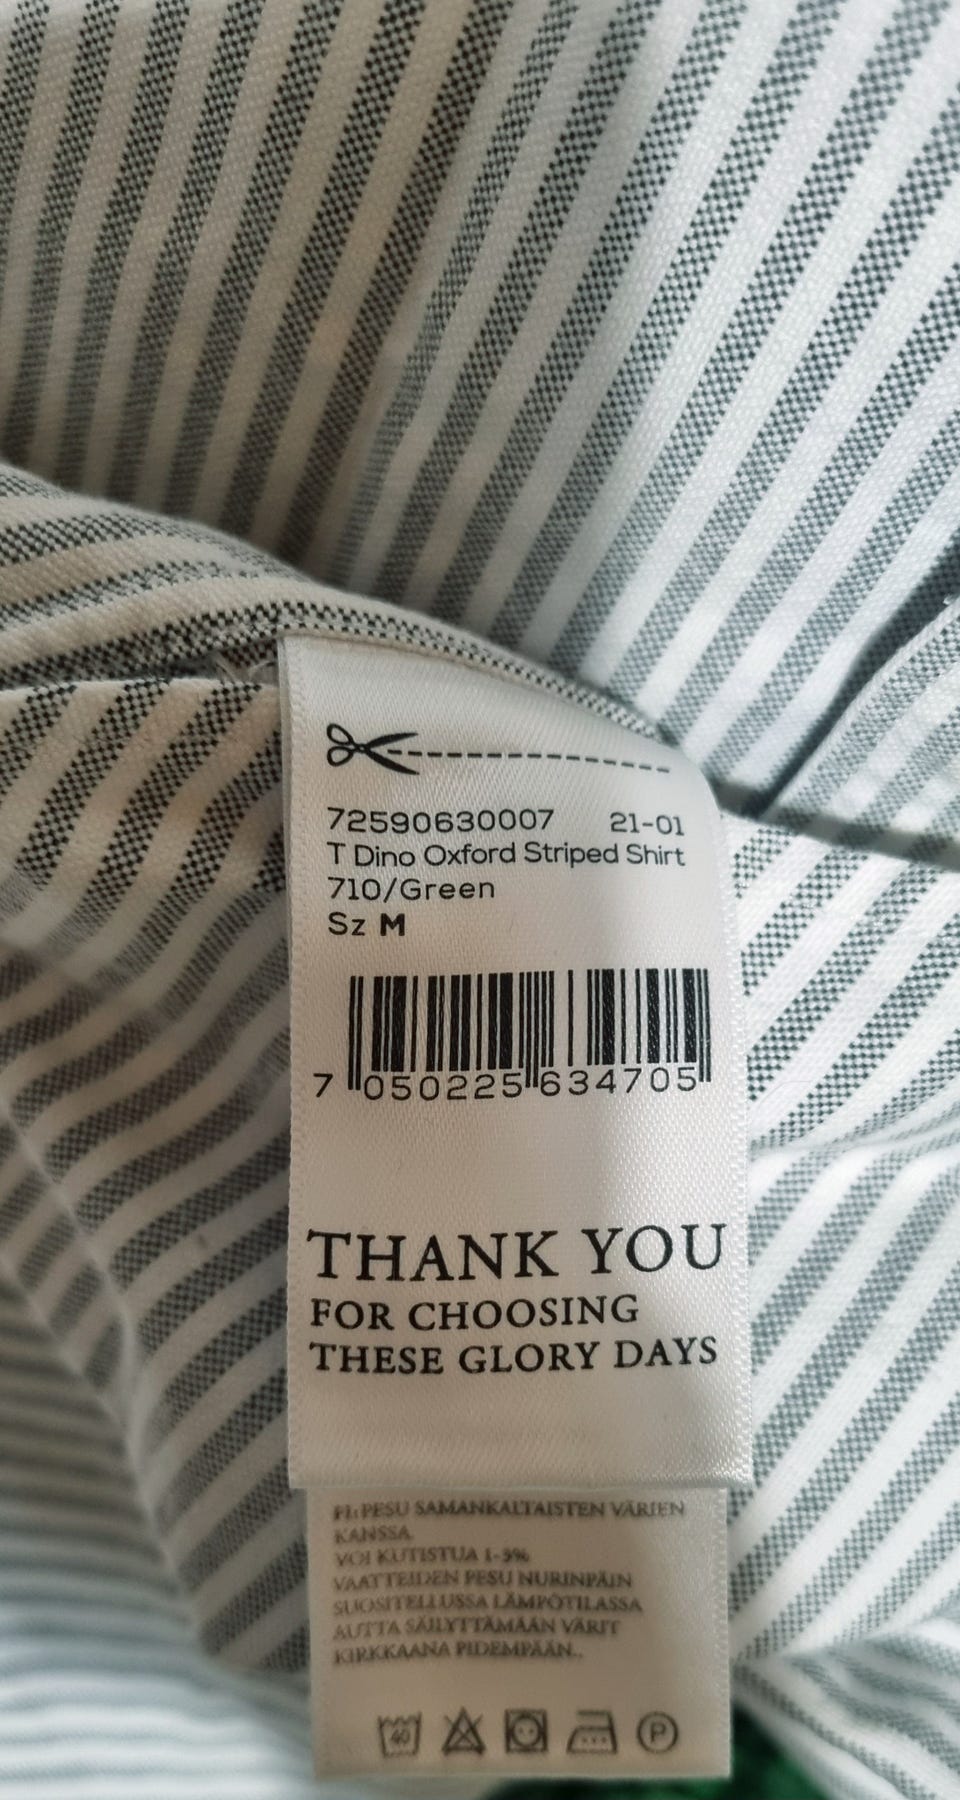 72590630007 21-01
T Dino Oxford Striped Shirt
710/Green
Sz M
7 050225 634705
THANK YOU
FOR CHOOSING
THESE GLORY DAYS
FI: PESU SAMANKALTAISTEN VÄRIEN
KANSSA.
VOI KUTISTUA 1-3%
VAATTEIDEN PESU NURINPÄIN
SUOSITELLUSSA LÄMPÖTILASSA
AUTTA SÄILYTTÄMÄÄN VÄRIT
KIRKKAANA PIDEMPÄÄN..
40 P